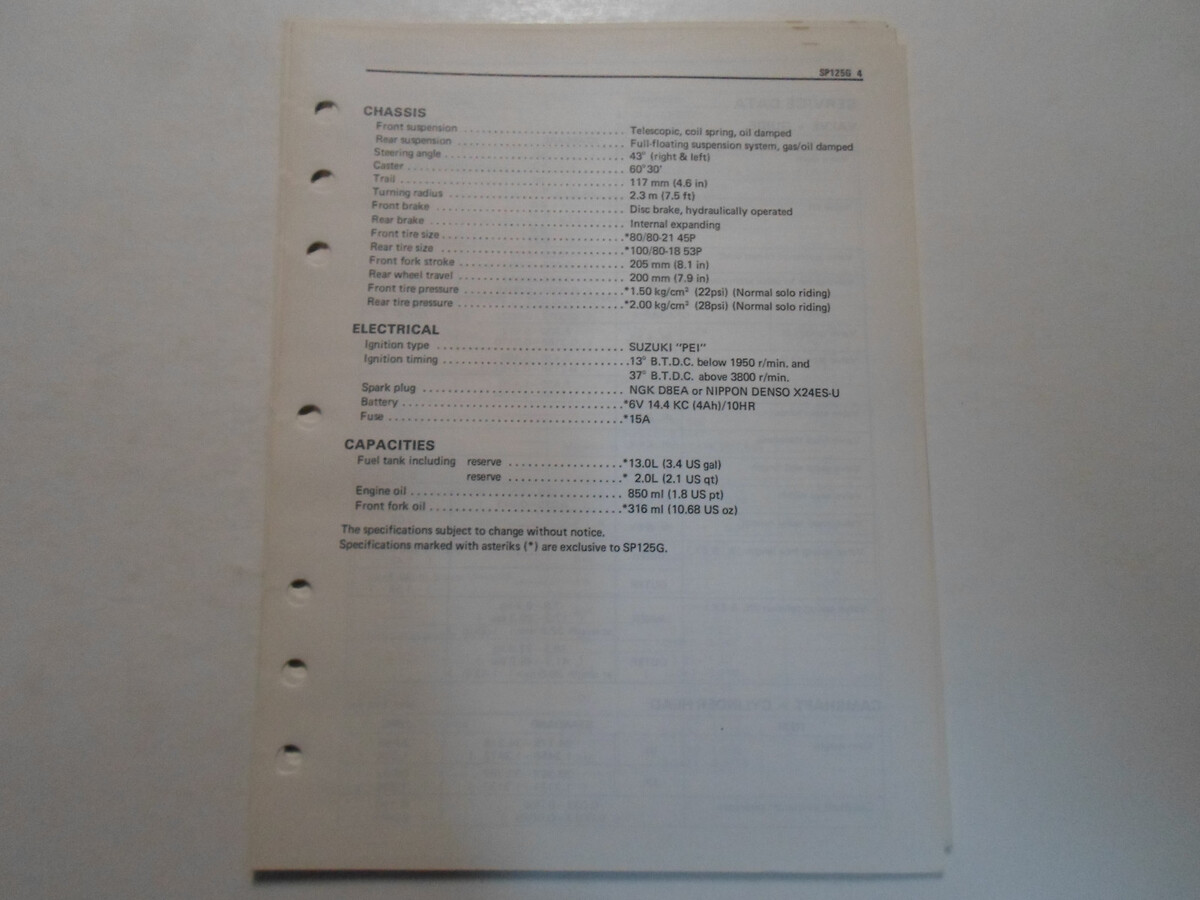 SP125G 4
CHASSIS
Front suspension ........................ Telescopic, coil spring, oil damped
Rear suspension ........................ Full-floating suspension system, gas/oil damped
Steering angle ........................ 43° (right & left)
Caster ........................ 60°30'
Trail ........................ 117 mm (4.6 in)
Turning radius ........................ 2.3 m (7.5 ft)
Front brake ........................ Disc brake, hydraulically operated
Rear brake ........................ Internal expanding
Front tire size ........................ *80/80-21 45P
Rear tire size ........................ *100/80-18 53P
Front fork stroke ........................ 205 mm (8.1 in)
Rear wheel travel ........................ 200 mm (7.9 in)
Front tire pressure ........................ *1.50 kg/cm² (22psi) (Normal solo riding)
Rear tire pressure ........................ *2.00 kg/cm² (28psi) (Normal solo riding)
ELECTRICAL
Ignition type ........................ SUZUKI "PEI"
Ignition timing ........................ 13° B.T.D.C. below 1950 r/min. and
37° B.T.D.C. above 3800 r/min.
Spark plug ........................ NGK D8EA or NIPPON DENSO X24ES-U
Battery ........................ *6V 14.4 KC (4Ah)/10HR
Fuse ........................ *15A
CAPACITIES
Fuel tank including reserve .................. *13.0L (3.4 US gal)
reserve .................. * 2.0L (2.1 US qt)
Engine oil ........................ 850 ml (1.8 US pt)
Front fork oil ........................ *316 ml (10.68 US oz)
The specifications subject to change without notice.
Specifications marked with asteriks (*) are exclusive to SP125G.
SERVICE DATA
CAMSHAFT + CYLINDER HEAD